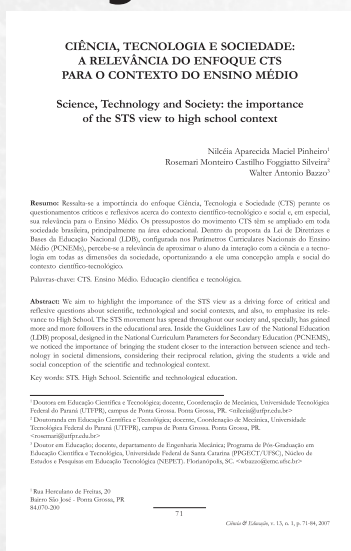 CIÊNCIA, TECNOLOGIA E SOCIEDADE:
A RELEVÂNCIA DO ENFOQUE CTS
PARA O CONTEXTO DO ENSINO MÉDIO
Science, Technology and Society: the importance
of the STS view to high school context
Nilcéia Aparecida Maciel Pinheiro1
Rosemari Monteiro Castilho Foggiatto Silveira2
Walter Antonio Bazzo3
Resumo: Ressalta-se a importância do enfoque Ciência, Tecnologia e Sociedade (CTS) perante os
questionamentos críticos e reflexivos acerca do contexto científico-tecnológico e social e, em especial,
sua relevância para o Ensino Médio. Os pressupostos do movimento CTS têm se ampliado em toda
sociedade brasileira, principalmente na área educacional. Dentro da proposta da Lei de Diretrizes e
Bases da Educação Nacional (LDB), configurada nos Parâmetros Curriculares Nacionais do Ensino
Médio (PCNEMs), percebe-se a relevância de aproximar o aluno da interação com a ciência e a tecno-
logia em todas as dimensões da sociedade, oportunizando a ele uma concepção ampla e social do
contexto científico-tecnológico.
Palavras-chave: CTS. Ensino Médio. Educação científica e tecnológica.
Abstract: We aim to highlight the importance of the STS view as a driving force of critical and
reflexive questions about scientific, technological and social contexts, and also, to emphasize its rele-
vance to High School. The STS movement has spread throughout our society and, specially, has gained
more and more followers in the educational area. Inside the Guidelines Law of the National Education
(LDB) proposal, designed in the National Curriculum Parameters for Secondary Education (PCNEMS),
we noticed the importance of bringing the student closer to the interaction between science and tech-
nology in societal dimensions, considering their reciprocal relation, giving the students a wide and
social conception of the scientific and technological context.
Key words: STS. High School. Scientific and technological education.
1 Doutora em Educação Científica e Tecnológica; docente, Coordenação de Mecânica, Universidade Tecnológica
Federal do Paraná (UTFPR), campus de Ponta Grossa. Ponta Grossa, PR. <nilceia@utfpr.edu.br>
2 Doutoranda em Educação Científica e Tecnológica; docente, Coordenação de Mecânica, Universidade
Tecnológica Federal do Paraná (UTFPR), campus de Ponta Grossa. Ponta Grossa, PR.
<rosemari@utfpr.edu.br>
3 Doutor em Educação; docente, departamento de Engenharia Mecânica; Programa de Pós-Graduação em
Educação Científica e Tecnológica, Universidade Federal de Santa Catarina (PPGECT/UFSC), Núcleo de
Estudos e Pesquisas em Educação Tecnológica (NEPET). Florianópolis, SC. <wbazzo@emc.ufsc.br>
1 Rua Herculano de Freitas, 20
Bairro São José - Ponta Grossa, PR
84.070-200
71
Ciência & Educação, v. 13, n. 1, p. 71-84, 2007